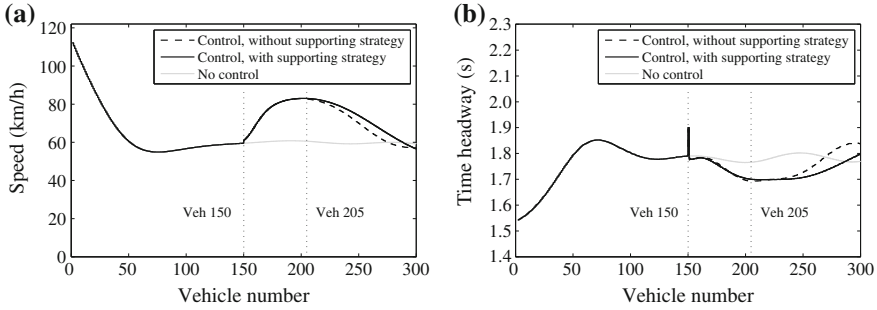 (a)
120
100
80
60
40
20
0
Speed (km/h)
Control, without supporting strategy
Control, with supporting strategy
No control
Veh 150
Veh 205
0 50 100 150 200 250 300
Vehicle number
(b)
2.3
2.2
2.1
2.0
1.9
1.8
1.7
1.6
1.5
1.4
Time headway (s)
Control, without supporting strategy
Control, with supporting strategy
No control
Veh 150
Veh 205
0 50 100 150 200 250 300
Vehicle number